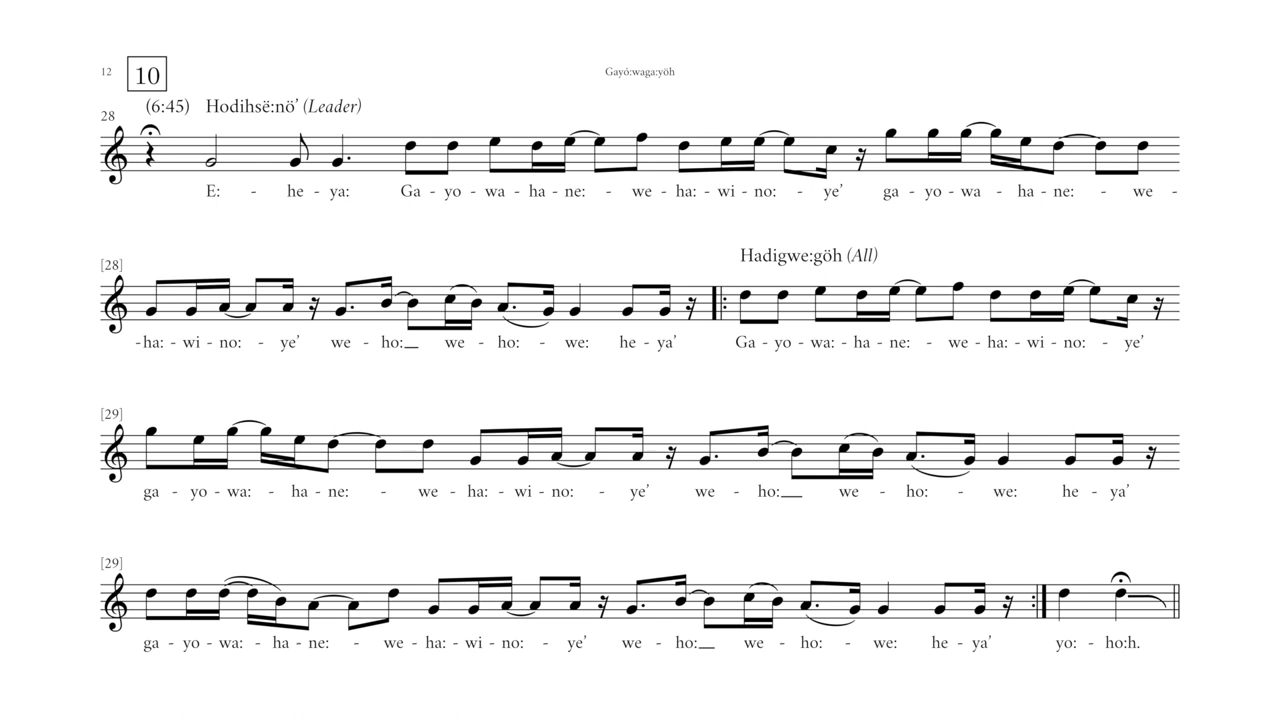 12 10 Gayó:waga:yöh
(6:45) Hodihsë:nö’ (Leader)
28
E: - he - ya: Ga - yo - wa - ha - ne: - we - ha: - wi - no: - ye’ ga - yo - wa - ha - ne: - we -
[28] Hadigwe:göh (All)
-ha: - wi - no: - ye’ we - ho:__ we - ho: - we: he - ya’ Ga - yo - wa: - ha - ne: - we - ha: - wi - no: - ye’
[29]
ga - yo - wa: - ha - ne: - we - ha: - wi - no: - ye’ we - ho:__ we - ho: - we: he - ya’
[29]
ga - yo - wa: - ha - ne: - we - ha: - wi - no: - ye’ we - ho:__ we - ho: - we: he - ya’ yo: - ho:h.